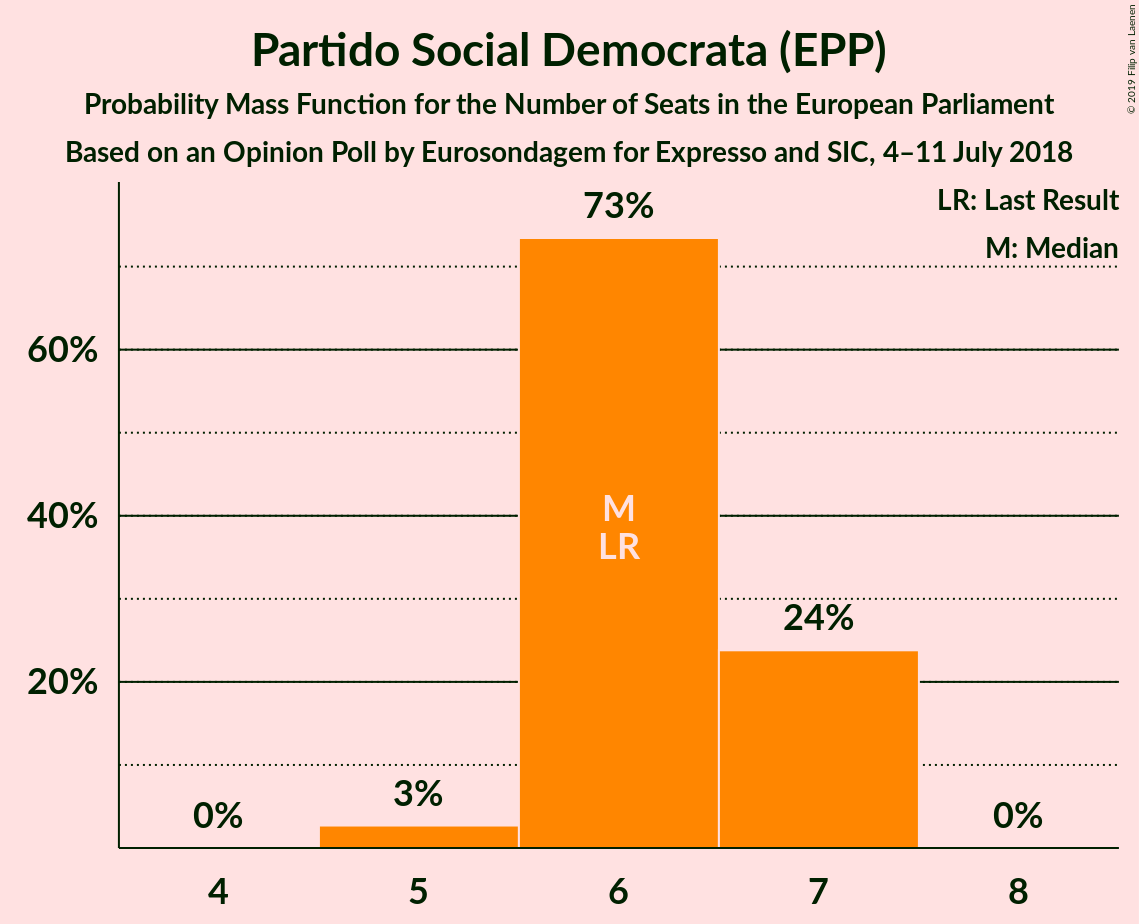 Partido Social Democrata (EPP)
Probability Mass Function for the Number of Seats in the European Parliament
Based on an Opinion Poll by Eurosondagem for Expresso and SIC, 4–11 July 2018
© 2019 Filip van Laenen
LR: Last Result
M: Median
73%
60%
M
40%
LR
24%
20%
3%
0%
0%
4
5
6
7
8